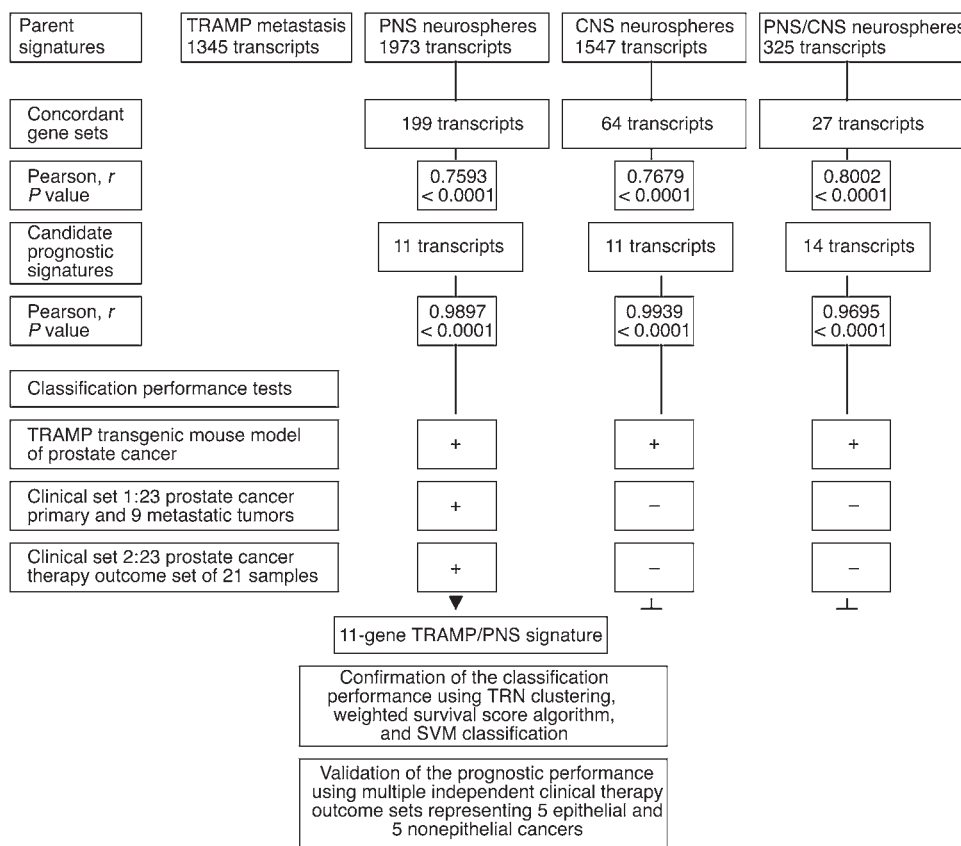 Parent
signatures
TRAMP metastasis
1345 transcripts
PNS neurospheres
1973 transcripts
CNS neurospheres
1547 transcripts
PNS/CNS neurospheres
325 transcripts
Concordant
gene sets
199 transcripts
64 transcripts
27 transcripts
Pearson, r
P value
0.7593
< 0.0001
0.7679
< 0.0001
0.8002
< 0.0001
Candidate
prognostic
signatures
11 transcripts
11 transcripts
14 transcripts
Pearson, r
P value
0.9897
< 0.0001
0.9939
< 0.0001
0.9695
< 0.0001
Classification performance tests
TRAMP transgenic mouse model
of prostate cancer
+
+
+
Clinical set 1:23 prostate cancer
primary and 9 metastatic tumors
+
–
–
Clinical set 2:23 prostate cancer
therapy outcome set of 21 samples
+
–
–
11-gene TRAMP/PNS signature
Confirmation of the classification
performance using TRN clustering,
weighted survival score algorithm,
and SVM classification
Validation of the prognostic performance
using multiple independent clinical therapy
outcome sets representing 5 epithelial and
5 nonepithelial cancers